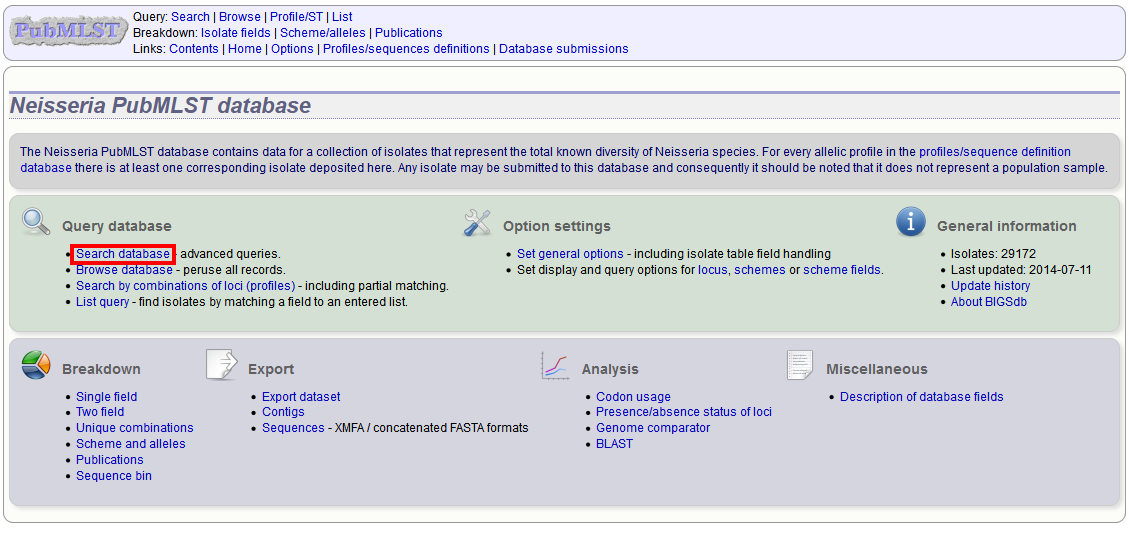 PubMLST
Query: Search | Browse | Profile/ST | List
Breakdown: Isolate fields | Scheme/alleles | Publications
Links: Contents | Home | Options | Profiles/sequences definitions | Database submissions
Neisseria PubMLST database
The Neisseria PubMLST database contains data for a collection of isolates that represent the total known diversity of Neisseria species. For every allelic profile in the profiles/sequence definition
database there is at least one corresponding isolate deposited here. Any isolate may be submitted to this database and consequently it should be noted that it does not represent a population sample.
Query database
Search database - advanced queries.
Browse database - peruse all records.
Search by combinations of loci (profiles) - including partial matching.
List query - find isolates by matching a field to an entered list.
Option settings
Set general options - including isolate table field handling
Set display and query options for locus, schemes or scheme fields.
General information
Isolates: 29172
Last updated: 2014-07-11
Update history
About BIGSdb
Breakdown
Single field
Two field
Unique combinations
Scheme and alleles
Publications
Sequence bin
Export
Export dataset
Contigs
Sequences - XMFA / concatenated FASTA formats
Analysis
Codon usage
Presence/absence status of loci
Genome comparator
BLAST
Miscellaneous
Description of database fields